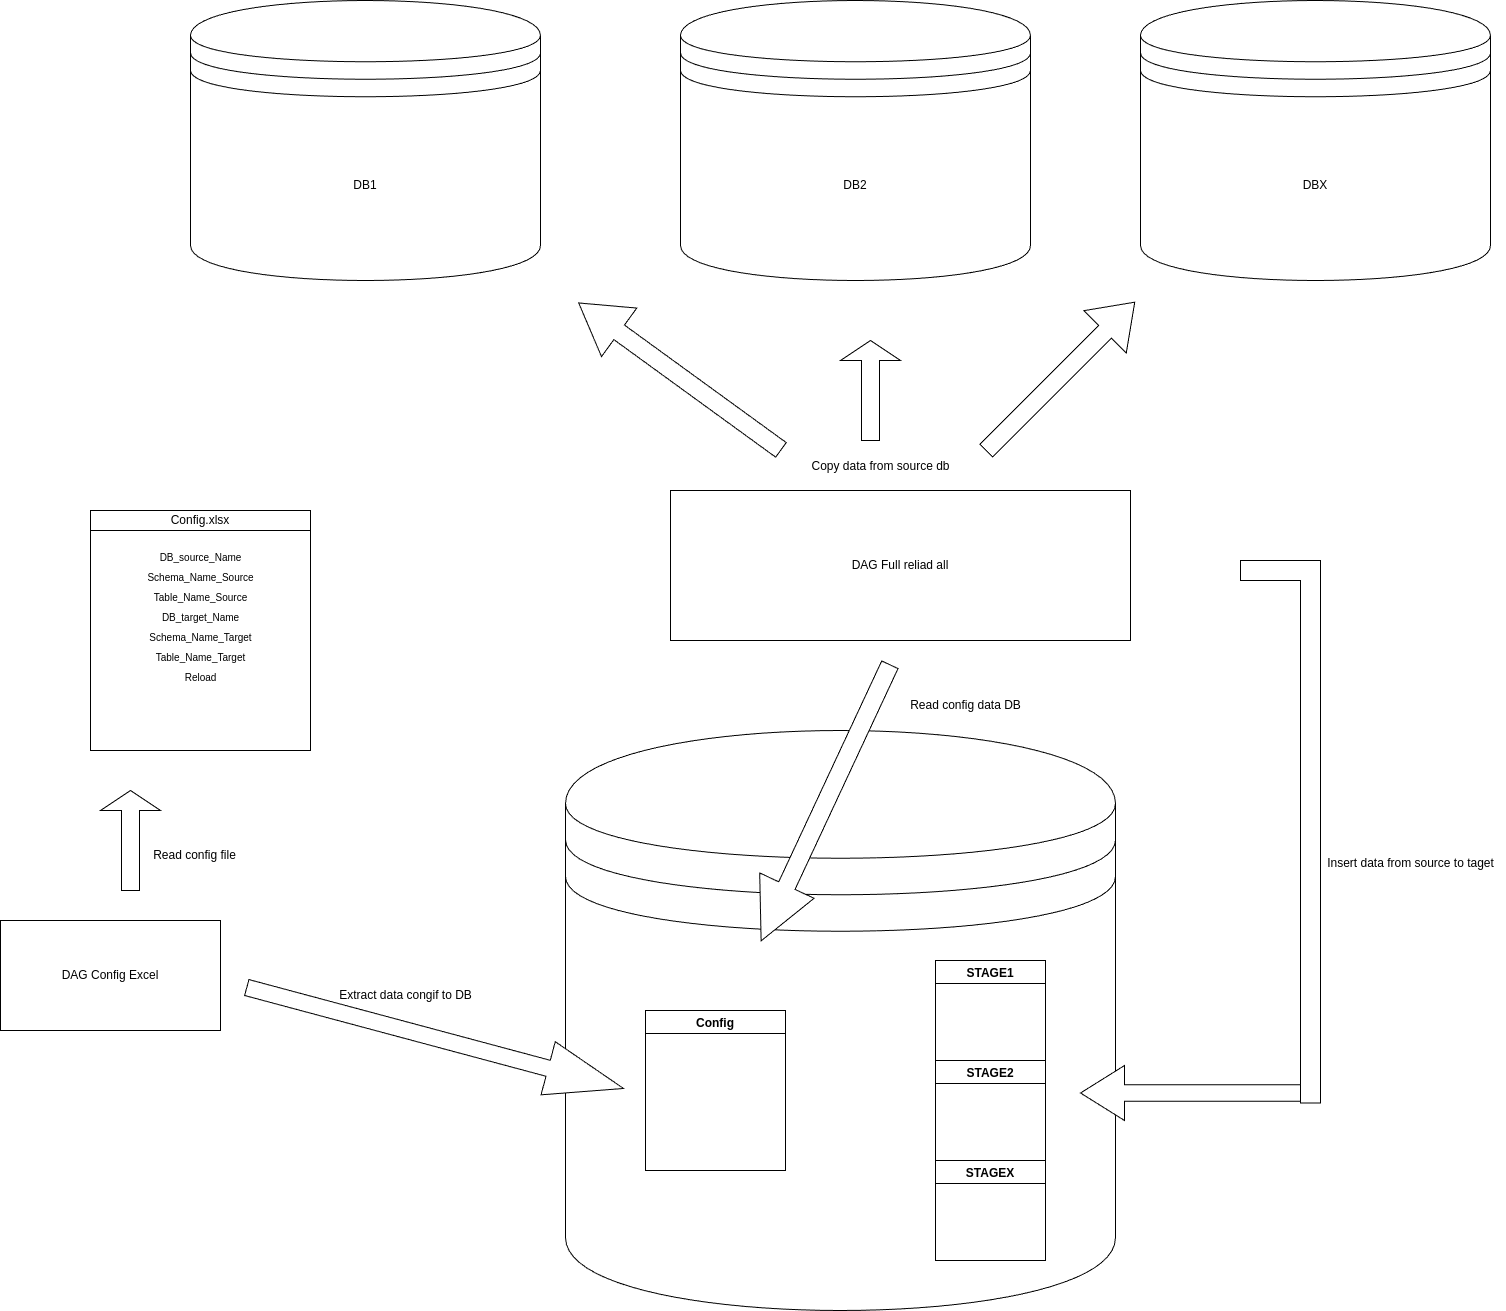 DB1
DB2
DBX
Copy data from source db
DAG Full reliad all
Config.xlsx
DB_source_Name
Schema_Name_Source
Table_Name_Source
DB_target_Name
Schema_Name_Target
Table_Name_Target
Reload
Read config data DB
Read config file
Insert data from source to taget
DAG Config Excel
Extract data congif to DB
Config
STAGE1
STAGE2
STAGEX